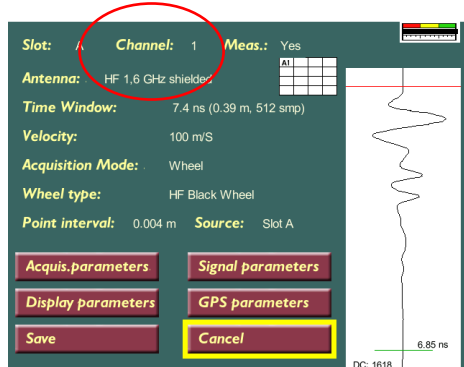 Slot: A Channel: 1 Meas.: Yes
A1
Antenna: HF 1,6 GHz shielded
Time Window: 7.4 ns (0.39 m, 512 smp)
Velocity: 100 m/S
Acquisition Mode: Wheel
Wheel type: HF Black Wheel
Point interval: 0.004 m Source: Slot A
Acquis.parameters Signal parameters
Display parameters GPS parameters
Save Cancel
6.85 ns
DC: 1618